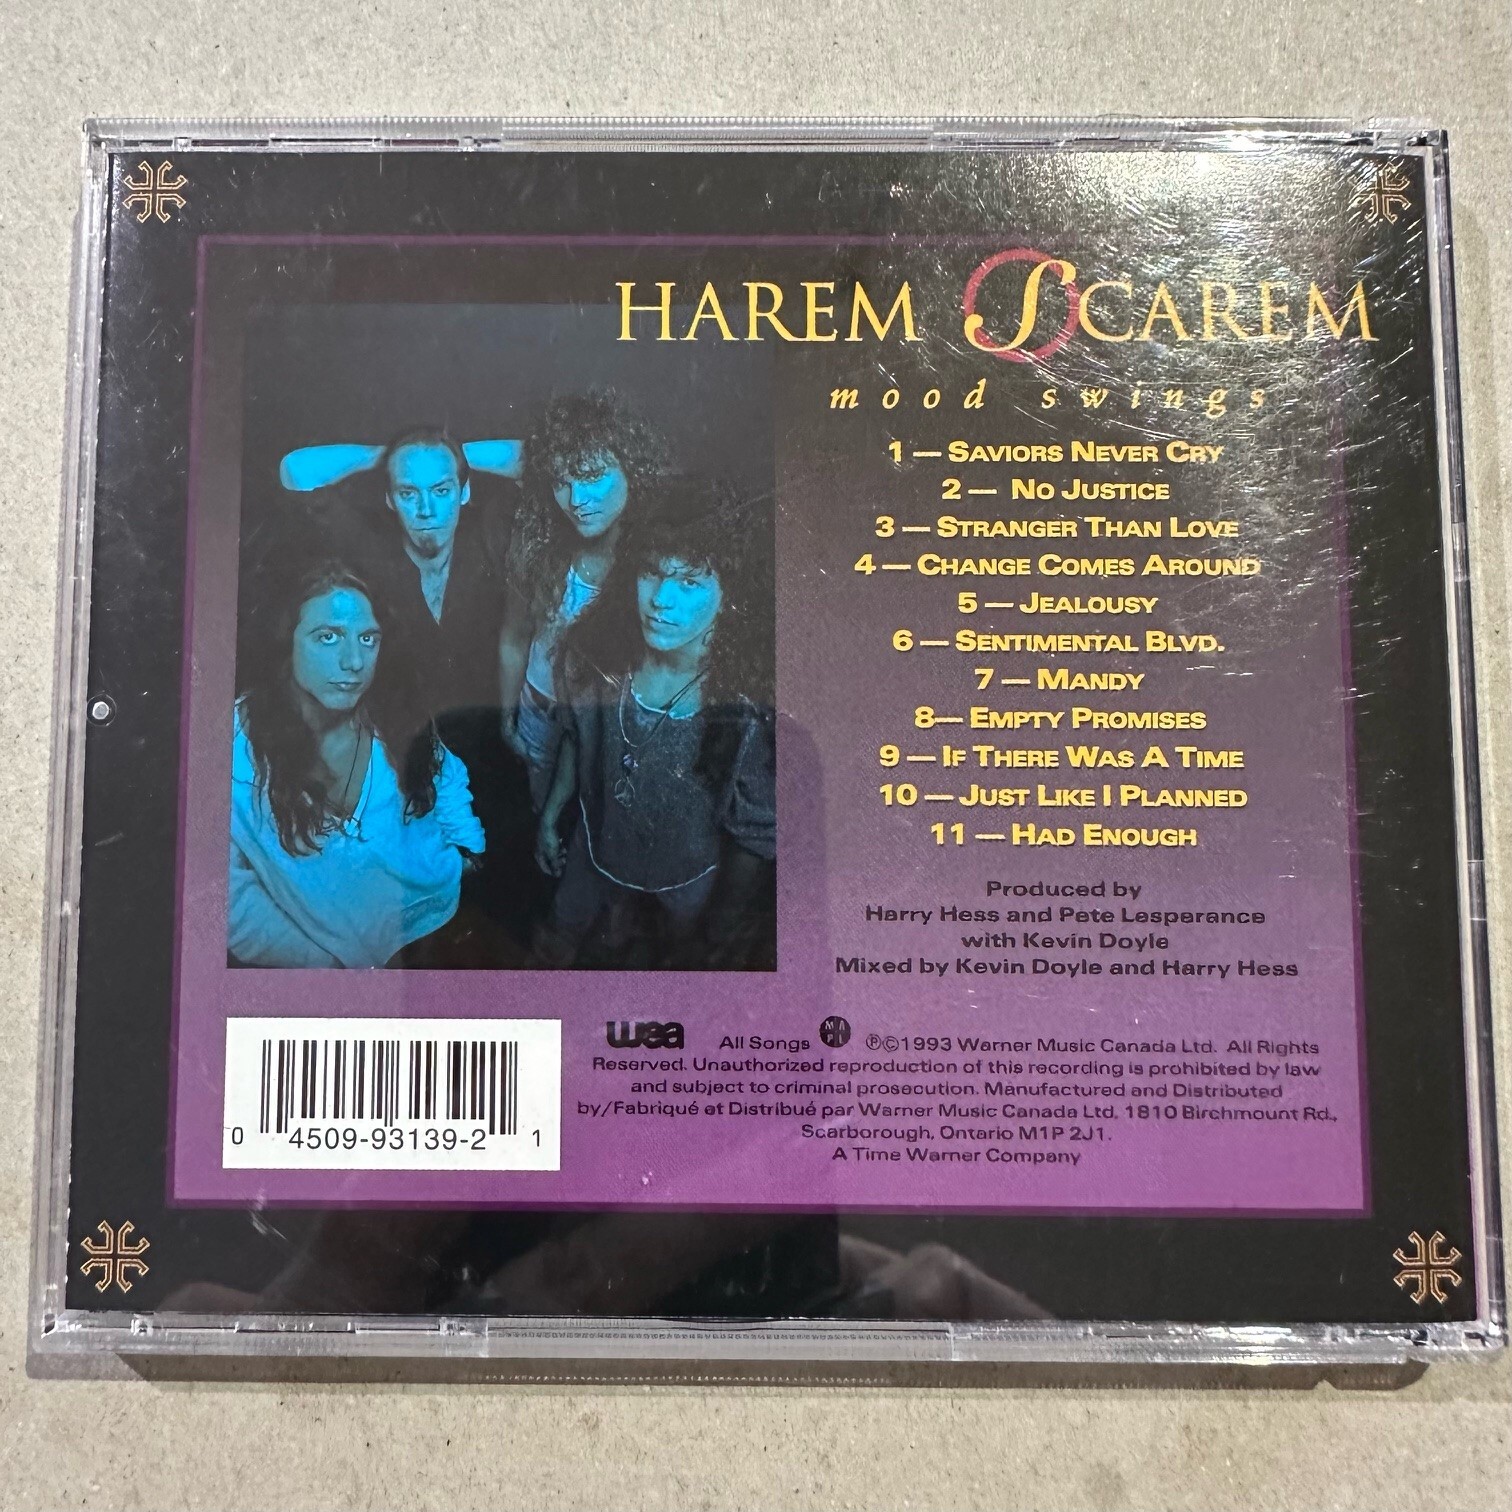 HAREM SCAREM
mood swings
1 — SAVIORS NEVER CRY
2 — NO JUSTICE
3 — STRANGER THAN LOVE
4 — CHANGE COMES AROUND
5 — JEALOUSY
6 — SENTIMENTAL BLVD.
7 — MANDY
8— EMPTY PROMISES
9 — IF THERE WAS A TIME
10 — JUST LIKE I PLANNED
11 — HAD ENOUGH
Produced by
Harry Hess and Pete Lesperance
with Kevin Doyle
Mixed by Kevin Doyle and Harry Hess
wea All Songs MAPL ℗©1993 Warner Music Canada Ltd. All Rights
Reserved. Unauthorized reproduction of this recording is prohibited by law
and subject to criminal prosecution. Manufactured and Distributed
by/Fabriqué et Distribué par Warner Music Canada Ltd, 1810 Birchmount Rd.,
Scarborough, Ontario M1P 2J1.
A Time Warner Company
0 4509-93139-2 1